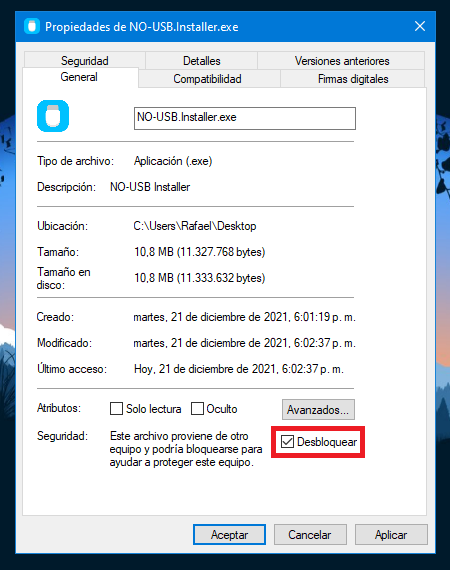 Propiedades de NO-USB.Installer.exe
Seguridad Detalles Versiones anteriores
General Compatibilidad Firmas digitales
NO-USB.Installer.exe
Tipo de archivo: Aplicación (.exe)
Descripción: NO-USB Installer
Ubicación: C:\Users\Rafael\Desktop
Tamaño: 10,8 MB (11.327.768 bytes)
Tamaño en
disco: 10,8 MB (11.333.632 bytes)
Creado: martes, 21 de diciembre de 2021, 6:01:19 p. m.
Modificado: martes, 21 de diciembre de 2021, 6:02:37 p. m.
Último acceso: Hoy, 21 de diciembre de 2021, 6:02:37 p. m.
Atributos: Solo lectura Oculto Avanzados...
Seguridad: Este archivo proviene de otro
equipo y podría bloquearse para
ayudar a proteger este equipo.
Desbloquear
Aceptar Cancelar Aplicar